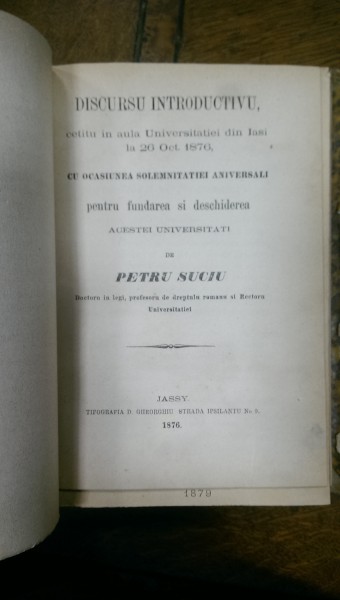 DISCURSU INTRODUCTIVU,
cetitu in aula Universitatiei din Iasi
la 26 Oct. 1876,
CU OCASIUNEA SOLEMNITATIEI ANIVERSALI
pentru fundarea si deschiderea
ACESTEI UNIVERSITATI
DE
PETRU SUCIU
Doctoru in legi, profesoru de dreptulu romanu si Rectoru
Universitatiei
JASSY.
TIPOGRAFIA D. GHEORGHIU STRADA IPSILANTU No. 8.
1876.
1879